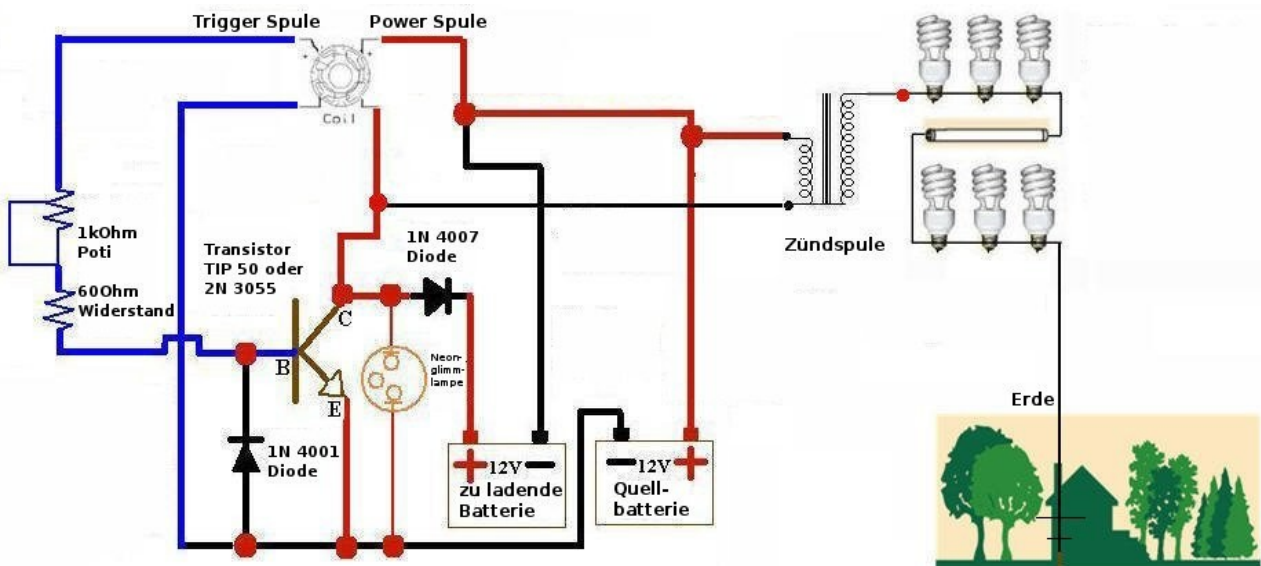 Trigger Spule
Power Spule
+
+
Coil
1kOhm
Poti
Transistor
TIP 50 oder
2N 3055
1N 4007
Diode
Zündspule
60Ohm
Widerstand
C
B
E
Neon-
glimm-
lampe
1N 4001
Diode
+ 12V −
zu ladende
Batterie
− 12V +
Quell-
batterie
Erde